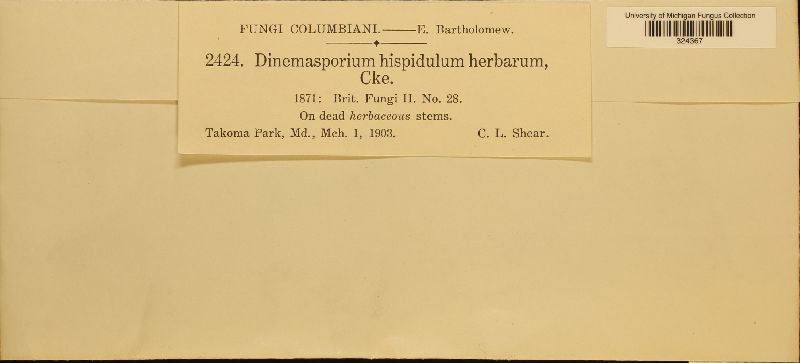 FUNGI COLUMBIANI.——E. Bartholomew.
2424. Dinemasporium hispidulum herbarum,
Cke.
1871: Brit. Fungi II. No. 28.
On dead herbaceous stems.
Takoma Park, Md., Mch. 1, 1903. C. L. Shear.
University of Michigan Fungus Collection
324367